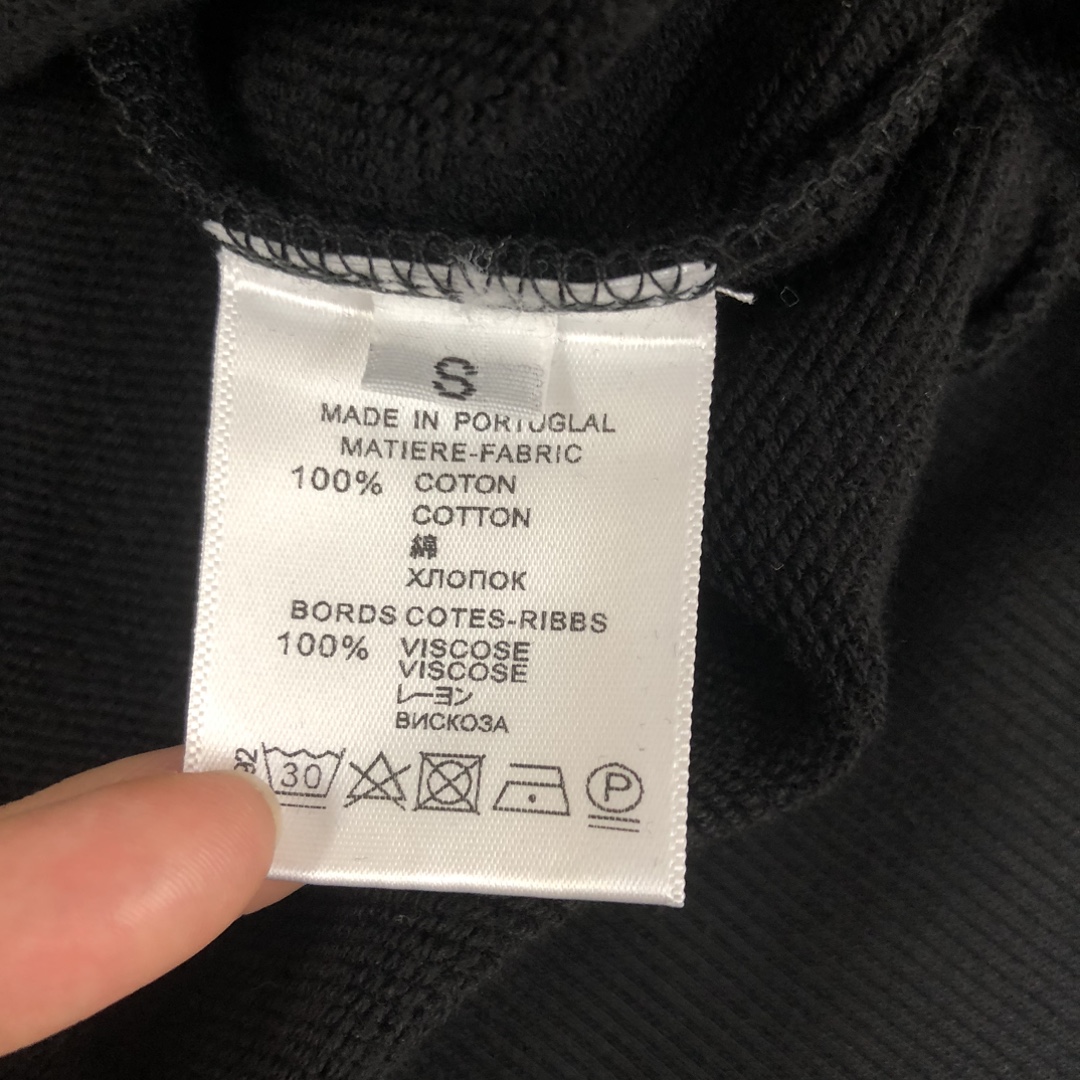 S
MADE IN PORTUGLAL
MATIERE-FABRIC
100% COTON
COTTON
綿
ХЛОПОК
BORDS COTES-RIBBS
100% VISCOSE
VISCOSE
レーヨン
ВИСКОЗА
30
P